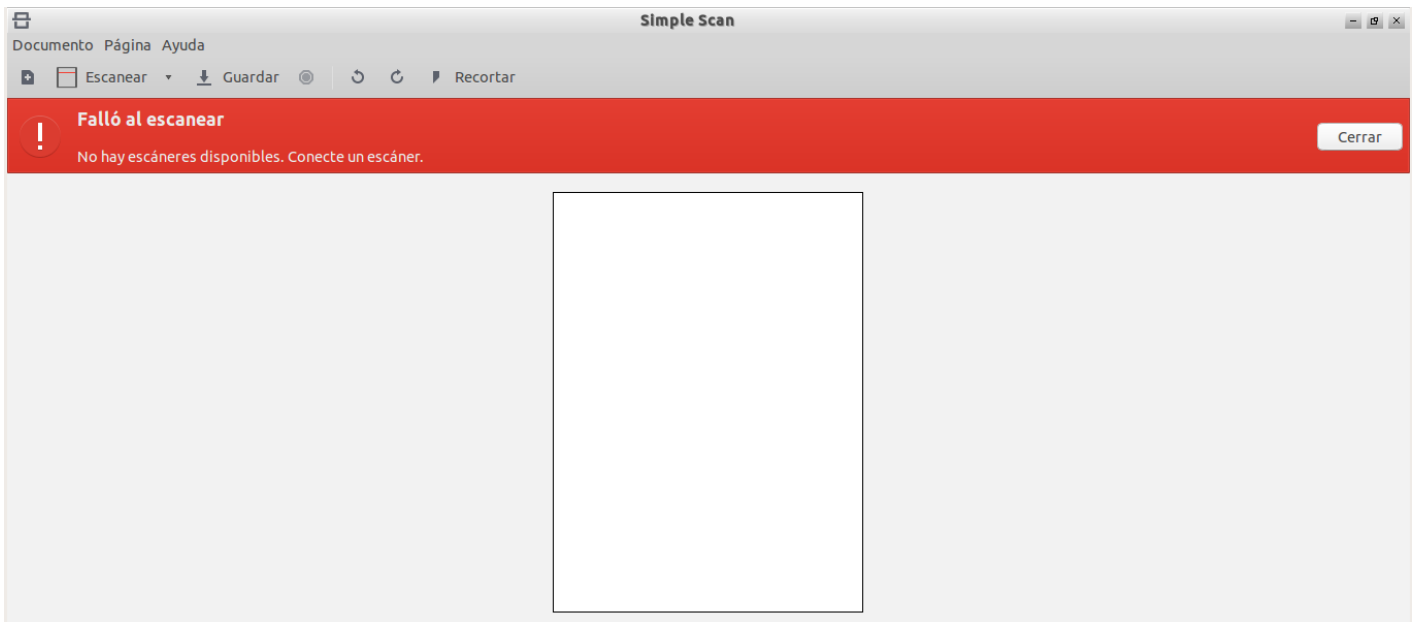 Simple Scan
Documento Página Ayuda
Escanear Guardar Recortar
Falló al escanear
Cerrar
No hay escáneres disponibles. Conecte un escáner.